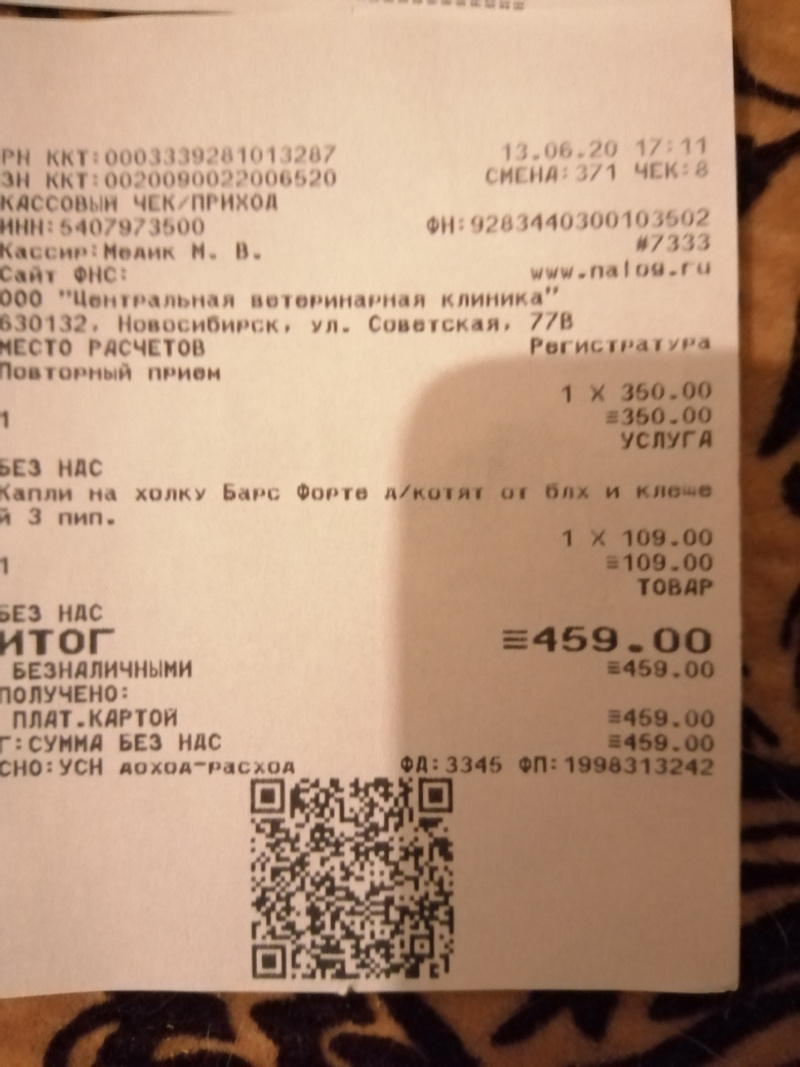 РН ККТ:0003339281013287 13.06.20 17:11
ЗН ККТ:0020090022006520 СМЕНА:371 ЧЕК:8
КАССОВЫЙ ЧЕК/ПРИХОД
ИНН:5407973500 ФН:9283440300103502
Кассир:Мелик М. В. #7333
Сайт ФНС: www.nalog.ru
ООО "Центральная ветеринарная клиника"
630132, Новосибирск, ул. Советская, 77В
МЕСТО РАСЧЕТОВ Регистратура
Повторный прием
1 X 350.00
1 ≡350.00
УСЛУГА
БЕЗ НДС
Капли на холку Барс Форте д/котят от блх и клеще
й 3 пип.
1 X 109.00
1 ≡109.00
ТОВАР
БЕЗ НДС
ИТОГ ≡459.00
БЕЗНАЛИЧНЫМИ ≡459.00
ПОЛУЧЕНО:
ПЛАТ.КАРТОЙ ≡459.00
Г:СУММА БЕЗ НДС ≡459.00
СНО:УСН доход-расход ФД:3345 ФП:1998313242